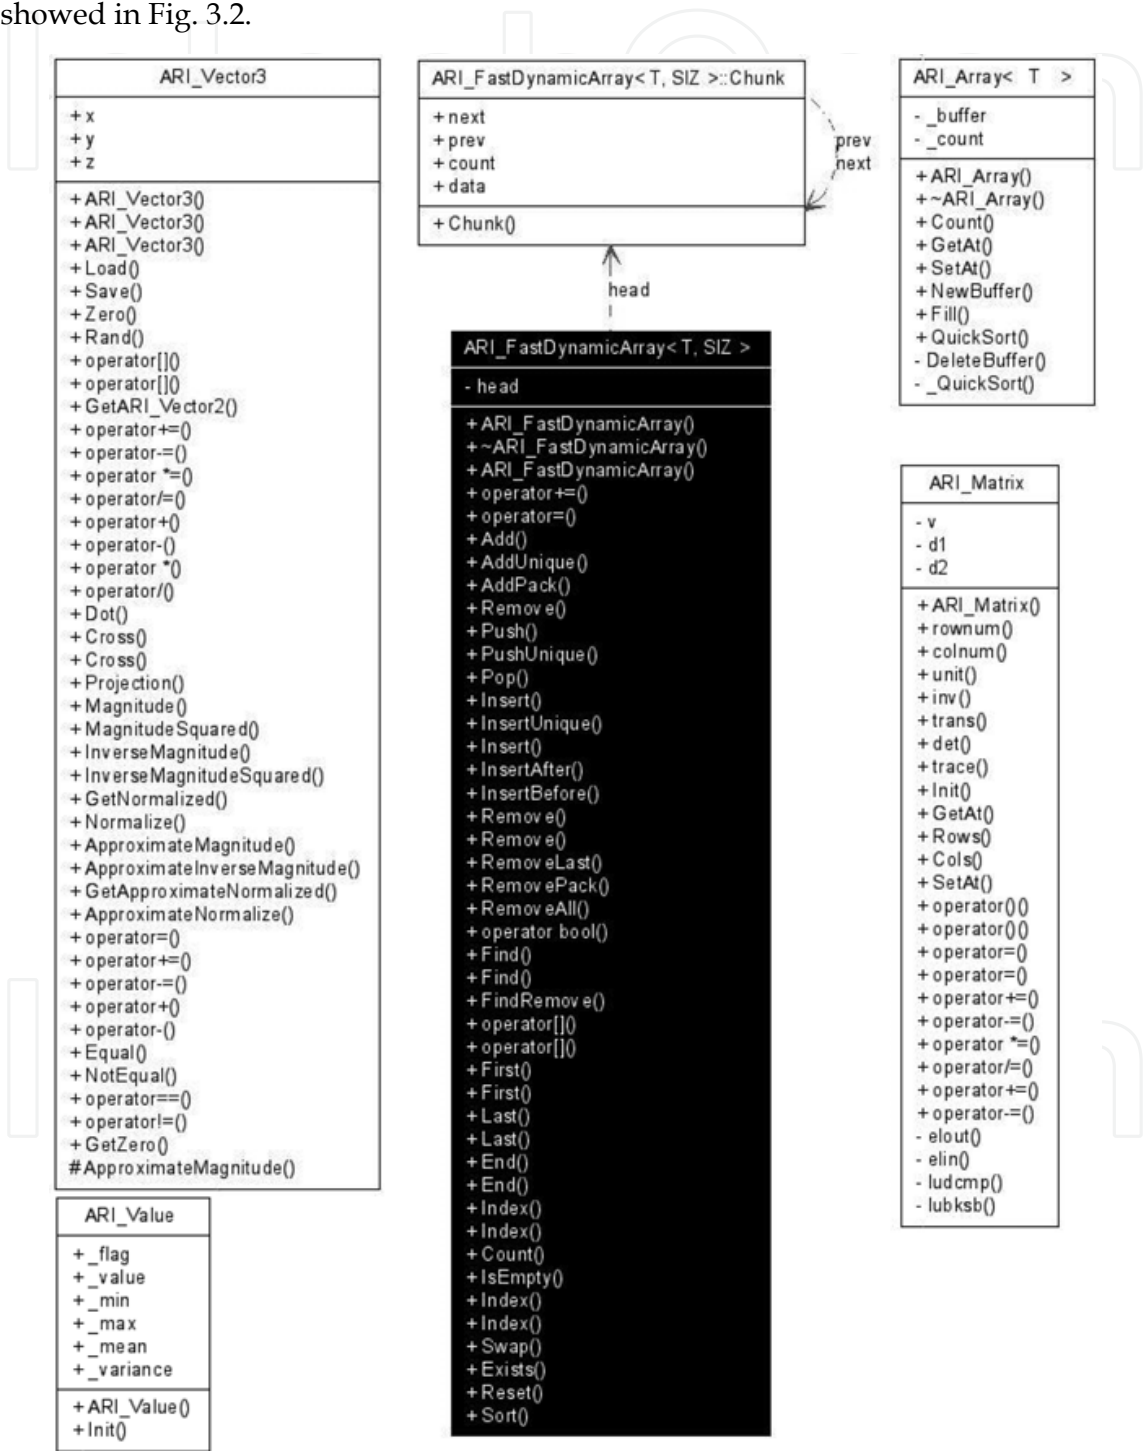 showed in Fig. 3.2.
ARI_Vector3
+ x
+ y
+ z
+ ARI_Vector3()
+ ARI_Vector3()
+ ARI_Vector3()
+ Load()
+ Save()
+ Zero()
+ Rand()
+ operator[]()
+ operator[]()
+ GetARI_Vector2()
+ operator+=()
+ operator-=()
+ operator *=()
+ operator/=()
+ operator+()
+ operator-()
+ operator *()
+ operator/()
+ Dot()
+ Cross()
+ Cross()
+ Projection()
+ Magnitude()
+ MagnitudeSquared()
+ InverseMagnitude()
+ InverseMagnitudeSquared()
+ GetNormalized()
+ Normalize()
+ ApproximateMagnitude()
+ ApproximateInverseMagnitude()
+ GetApproximateNormalized()
+ ApproximateNormalize()
+ operator=()
+ operator+=()
+ operator-=()
+ operator+()
+ operator-()
+ Equal()
+ NotEqual()
+ operator==()
+ operator!=()
+ GetZero()
# ApproximateMagnitude()
ARI_Value
+ _flag
+ _value
+ _min
+ _max
+ _mean
+ _variance
+ ARI_Value()
+ Init()
ARI_FastDynamicArray< T, SIZ >::Chunk
+ next
+ prev
+ count
+ data
+ Chunk()
prev
next
head
ARI_FastDynamicArray< T, SIZ >
- head
+ ARI_FastDynamicArray()
+ ~ARI_FastDynamicArray()
+ ARI_FastDynamicArray()
+ operator+=()
+ operator=()
+ Add()
+ AddUnique()
+ AddPack()
+ Remove()
+ Push()
+ PushUnique()
+ Pop()
+ Insert()
+ InsertUnique()
+ Insert()
+ InsertAfter()
+ InsertBefore()
+ Remove()
+ Remove()
+ RemoveLast()
+ RemovePack()
+ RemoveAll()
+ operator bool()
+ Find()
+ Find()
+ FindRemove()
+ operator[]()
+ operator[]()
+ First()
+ First()
+ Last()
+ Last()
+ End()
+ End()
+ Index()
+ Index()
+ Count()
+ IsEmpty()
+ Index()
+ Index()
+ Swap()
+ Exists()
+ Reset()
+ Sort()
ARI_Array< T >
- _buffer
- _count
+ ARI_Array()
+ ~ARI_Array()
+ Count()
+ GetAt()
+ SetAt()
+ NewBuffer()
+ Fill()
+ QuickSort()
- DeleteBuffer()
- _QuickSort()
ARI_Matrix
- v
- d1
- d2
+ ARI_Matrix()
+ rownum()
+ colnum()
+ unit()
+ inv()
+ trans()
+ det()
+ trace()
+ Init()
+ GetAt()
+ Rows()
+ Cols()
+ SetAt()
+ operator()()
+ operator()()
+ operator=()
+ operator=()
+ operator+=()
+ operator-=()
+ operator *=()
+ operator/=()
+ operator+=()
+ operator-=()
- elout()
- elin()
- ludcmp()
- lubksb()